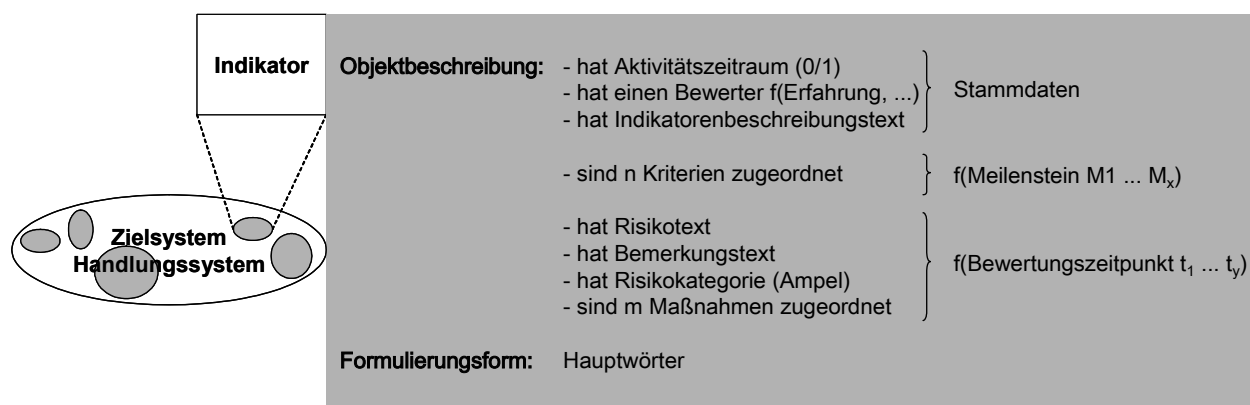 Indikator
Objektbeschreibung: - hat Aktivitätszeitraum (0/1)
- hat einen Bewerter f(Erfahrung, ...)
- hat Indikatorenbeschreibungstext
Stammdaten
- sind n Kriterien zugeordnet f(Meilenstein M1 ... Mx)
- hat Risikotext
- hat Bemerkungstext
- hat Risikokategorie (Ampel)
- sind m Maßnahmen zugeordnet
f(Bewertungszeitpunkt t1 ... ty)
Formulierungsform: Hauptwörter
Zielsystem
Handlungssystem